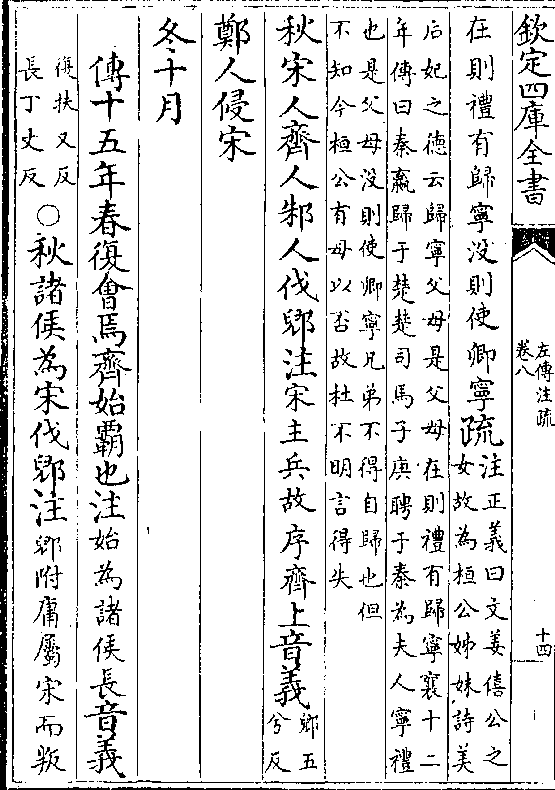 欽定四庫全書
左傳注疏
卷八
十四
在則禮有歸寧没則使卿寧疏注正義曰文姜僖公之
女故為桓公姊妹詩美
后妃之德云歸寧父母是父母在則禮有歸寧襄十二
年傳曰秦嬴歸于楚楚司馬子庚聘于秦為夫人寧禮
也是父母没則使卿寧兄弟不得自歸也但
不知今桓公有母以否故杜不明言得失
秋宋人齊人邾人伐郳注宋主兵故序齊上音義郳五
兮反
鄭人侵宋
冬十月
傳十五年春復會焉齊始霸也注始為諸侯長音義
復扶又反
長丁丈反
○秋諸侯為宋伐郳注郳附庸屬宋而叛